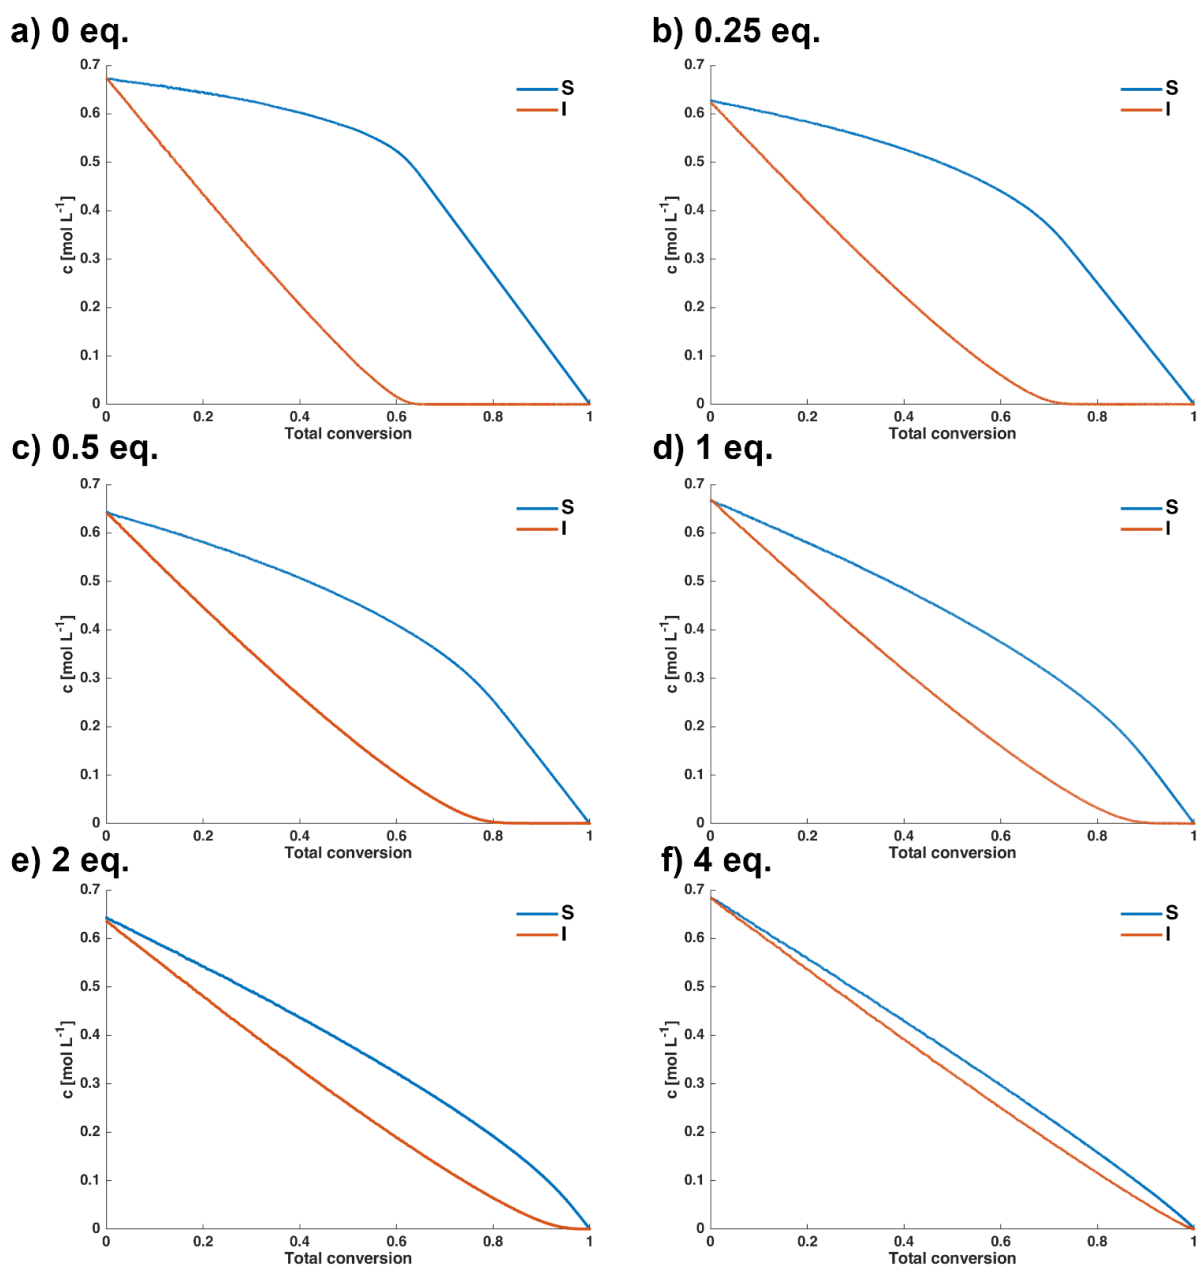 a) 0 eq.
b) 0.25 eq.
0.7
0.6
0.5
0.4
0.3
0.2
0.1
0
c [mol L⁻¹]
S
I
0 0.2 0.4 0.6 0.8 1
Total conversion
0.7
0.6
0.5
0.4
0.3
0.2
0.1
0
c [mol L⁻¹]
S
I
0 0.2 0.4 0.6 0.8 1
Total conversion
c) 0.5 eq.
d) 1 eq.
0.7
0.6
0.5
0.4
0.3
0.2
0.1
0
c [mol L⁻¹]
S
I
0 0.2 0.4 0.6 0.8 1
Total conversion
0.7
0.6
0.5
0.4
0.3
0.2
0.1
0
c [mol L⁻¹]
S
I
0 0.2 0.4 0.6 0.8 1
Total conversion
e) 2 eq.
f) 4 eq.
0.7
0.6
0.5
0.4
0.3
0.2
0.1
0
c [mol L⁻¹]
S
I
0 0.2 0.4 0.6 0.8 1
Total conversion
0.7
0.6
0.5
0.4
0.3
0.2
0.1
0
c [mol L⁻¹]
S
I
0 0.2 0.4 0.6 0.8 1
Total conversion